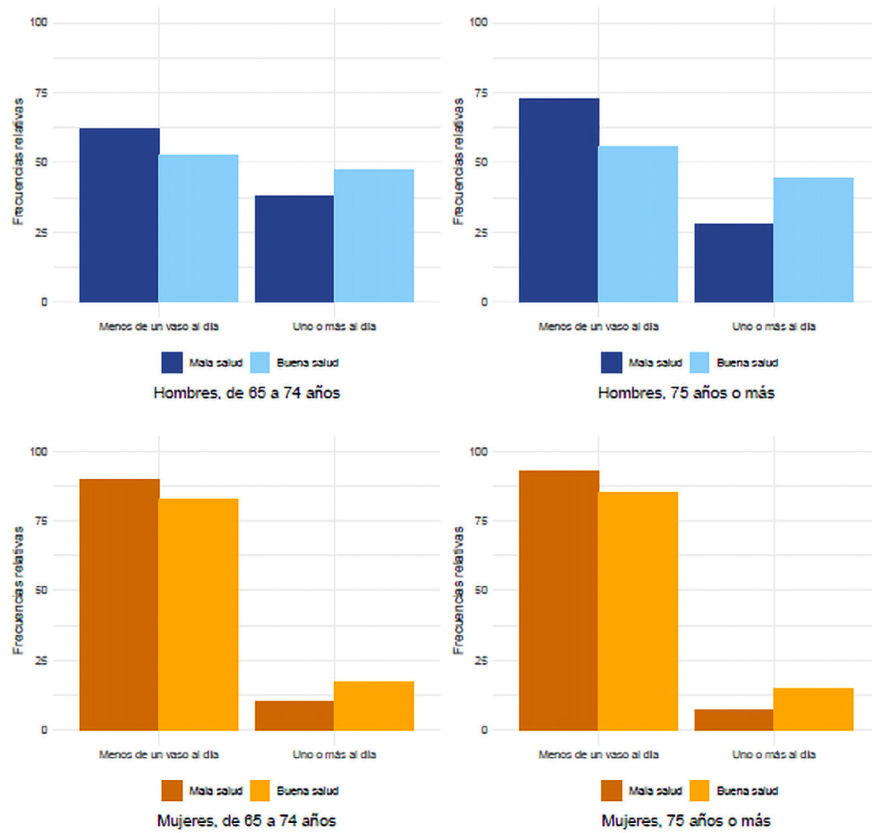 100
75
50
25
0
Frecuencias relativas
Menos de un vaso al día
Uno o más al día
Mala salud
Buena salud
Hombres, de 65 a 74 años
100
75
50
25
0
Frecuencias relativas
Menos de un vaso al día
Uno o más al día
Mala salud
Buena salud
Hombres, 75 años o más
100
75
50
25
0
Frecuencias relativas
Menos de un vaso al día
Uno o más al día
Mala salud
Buena salud
Mujeres, de 65 a 74 años
100
75
50
25
0
Frecuencias relativas
Menos de un vaso al día
Uno o más al día
Mala salud
Buena salud
Mujeres, 75 años o más